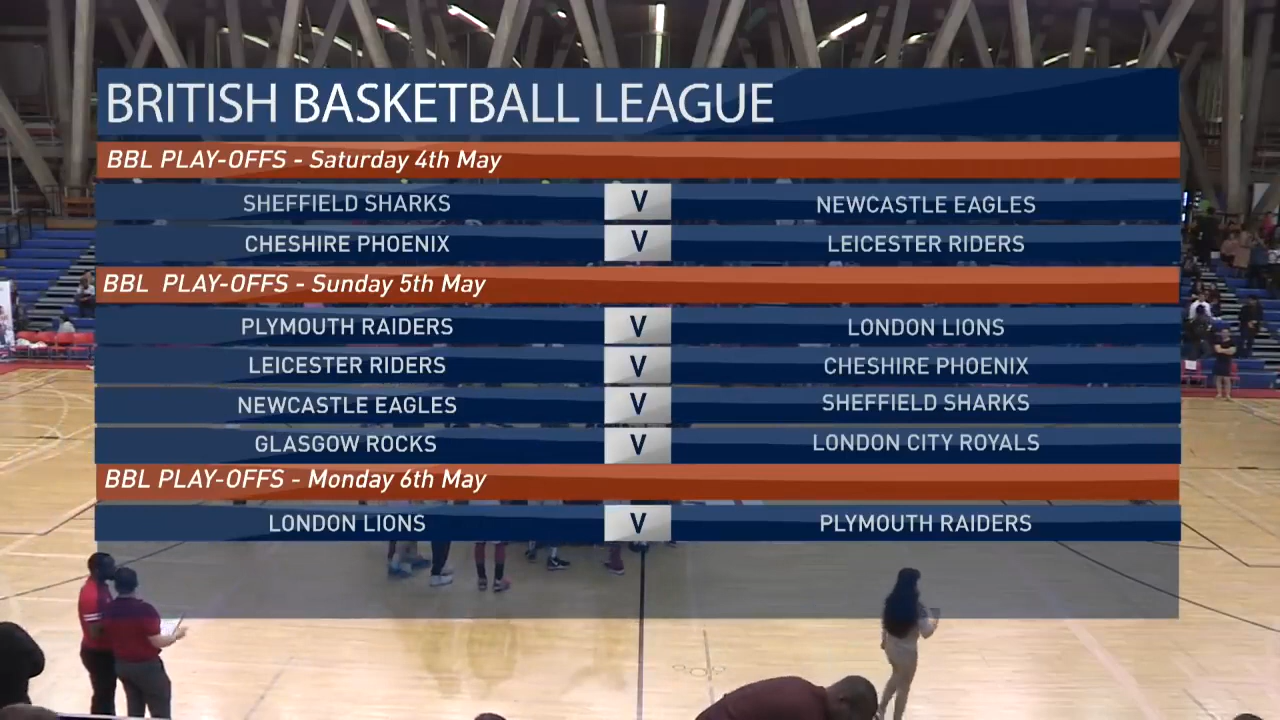 BRITISH BASKETBALL LEAGUE
BBL PLAY-OFFS - Saturday 4th May
SHEFFIELD SHARKS V NEWCASTLE EAGLES
CHESHIRE PHOENIX V LEICESTER RIDERS
BBL PLAY-OFFS - Sunday 5th May
PLYMOUTH RAIDERS V LONDON LIONS
LEICESTER RIDERS V CHESHIRE PHOENIX
NEWCASTLE EAGLES V SHEFFIELD SHARKS
GLASGOW ROCKS V LONDON CITY ROYALS
BBL PLAY-OFFS - Monday 6th May
LONDON LIONS V PLYMOUTH RAIDERS